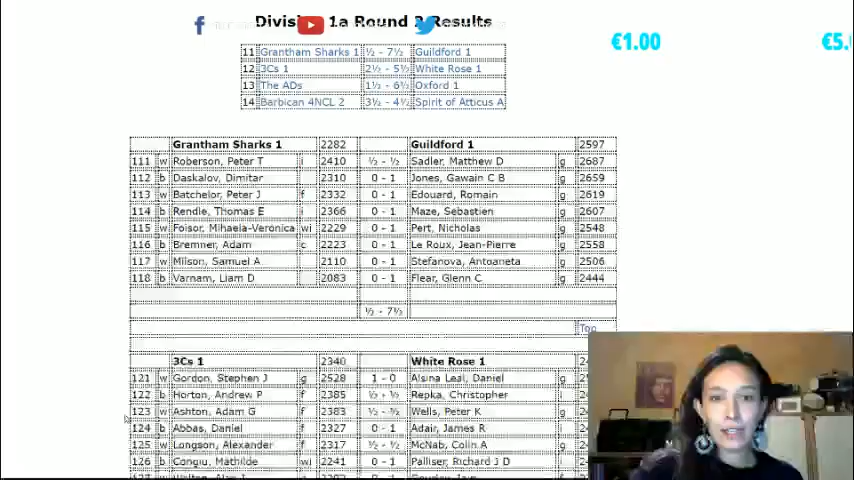 Division 1a Round 2 Results
€1.00 €5.0
11 Grantham Sharks 1 ½ - 7½ Guildford 1
12 3Cs 1 2½ - 5½ White Rose 1
13 The ADs 1½ - 6½ Oxford 1
14 Barbican 4NCL 2 3½ - 4½ Spirit of Atticus A
Grantham Sharks 1 2282 Guildford 1 2597
111 w Roberson, Peter T i 2410 ½ - ½ Sadler, Matthew D g 2687
112 b Daskalov, Dimitar 2310 0 - 1 Jones, Gawain C B g 2659
113 w Batchelor, Peter J f 2332 0 - 1 Edouard, Romain g 2619
114 b Rendle, Thomas E i 2366 0 - 1 Maze, Sebastien g 2607
115 w Foisor, Mihaela-Veronica wi 2229 0 - 1 Pert, Nicholas g 2548
116 b Bremner, Adam c 2223 0 - 1 Le Roux, Jean-Pierre g 2558
117 w Milson, Samuel A 2110 0 - 1 Stefanova, Antoaneta g 2506
118 b Varnam, Liam D 2083 0 - 1 Flear, Glenn C g 2444
½ - 7½
Top
3Cs 1 2340 White Rose 1
121 w Gordon, Stephen J g 2528 1 - 0 Alsina Leal, Daniel g
122 b Horton, Andrew P f 2385 ½ - ½ Repka, Christopher i
123 w Ashton, Adam G f 2383 ½ - ½ Wells, Peter K g
124 b Abbas, Daniel f 2327 0 - 1 Adair, James R i
125 w Longson, Alexander f 2317 ½ - ½ McNab, Colin A g
126 b Congiu, Mathilde wi 2241 0 - 1 Palliser, Richard J D i